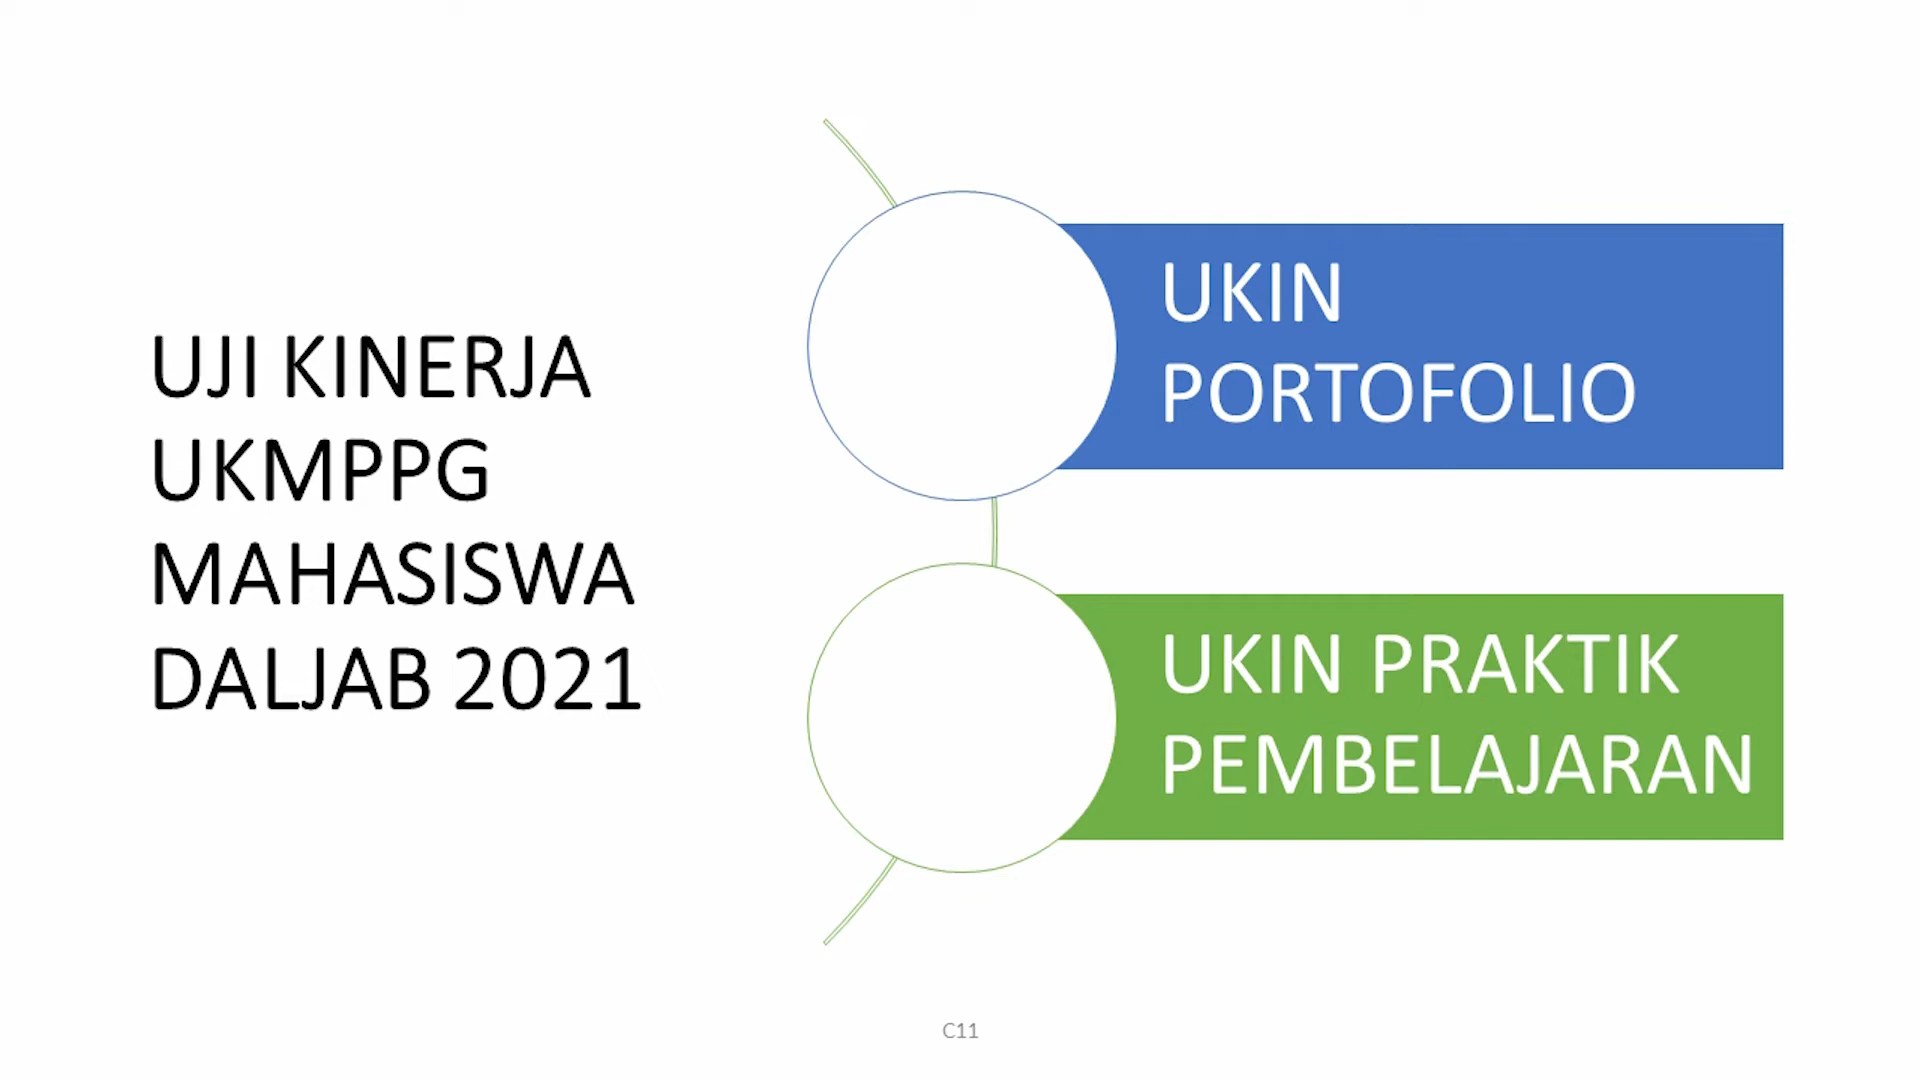 UJI KINERJA
UKMPPG
MAHASISWA
DALJAB 2021
UKIN
PORTOFOLIO
UKIN PRAKTIK
PEMBELAJARAN
C11